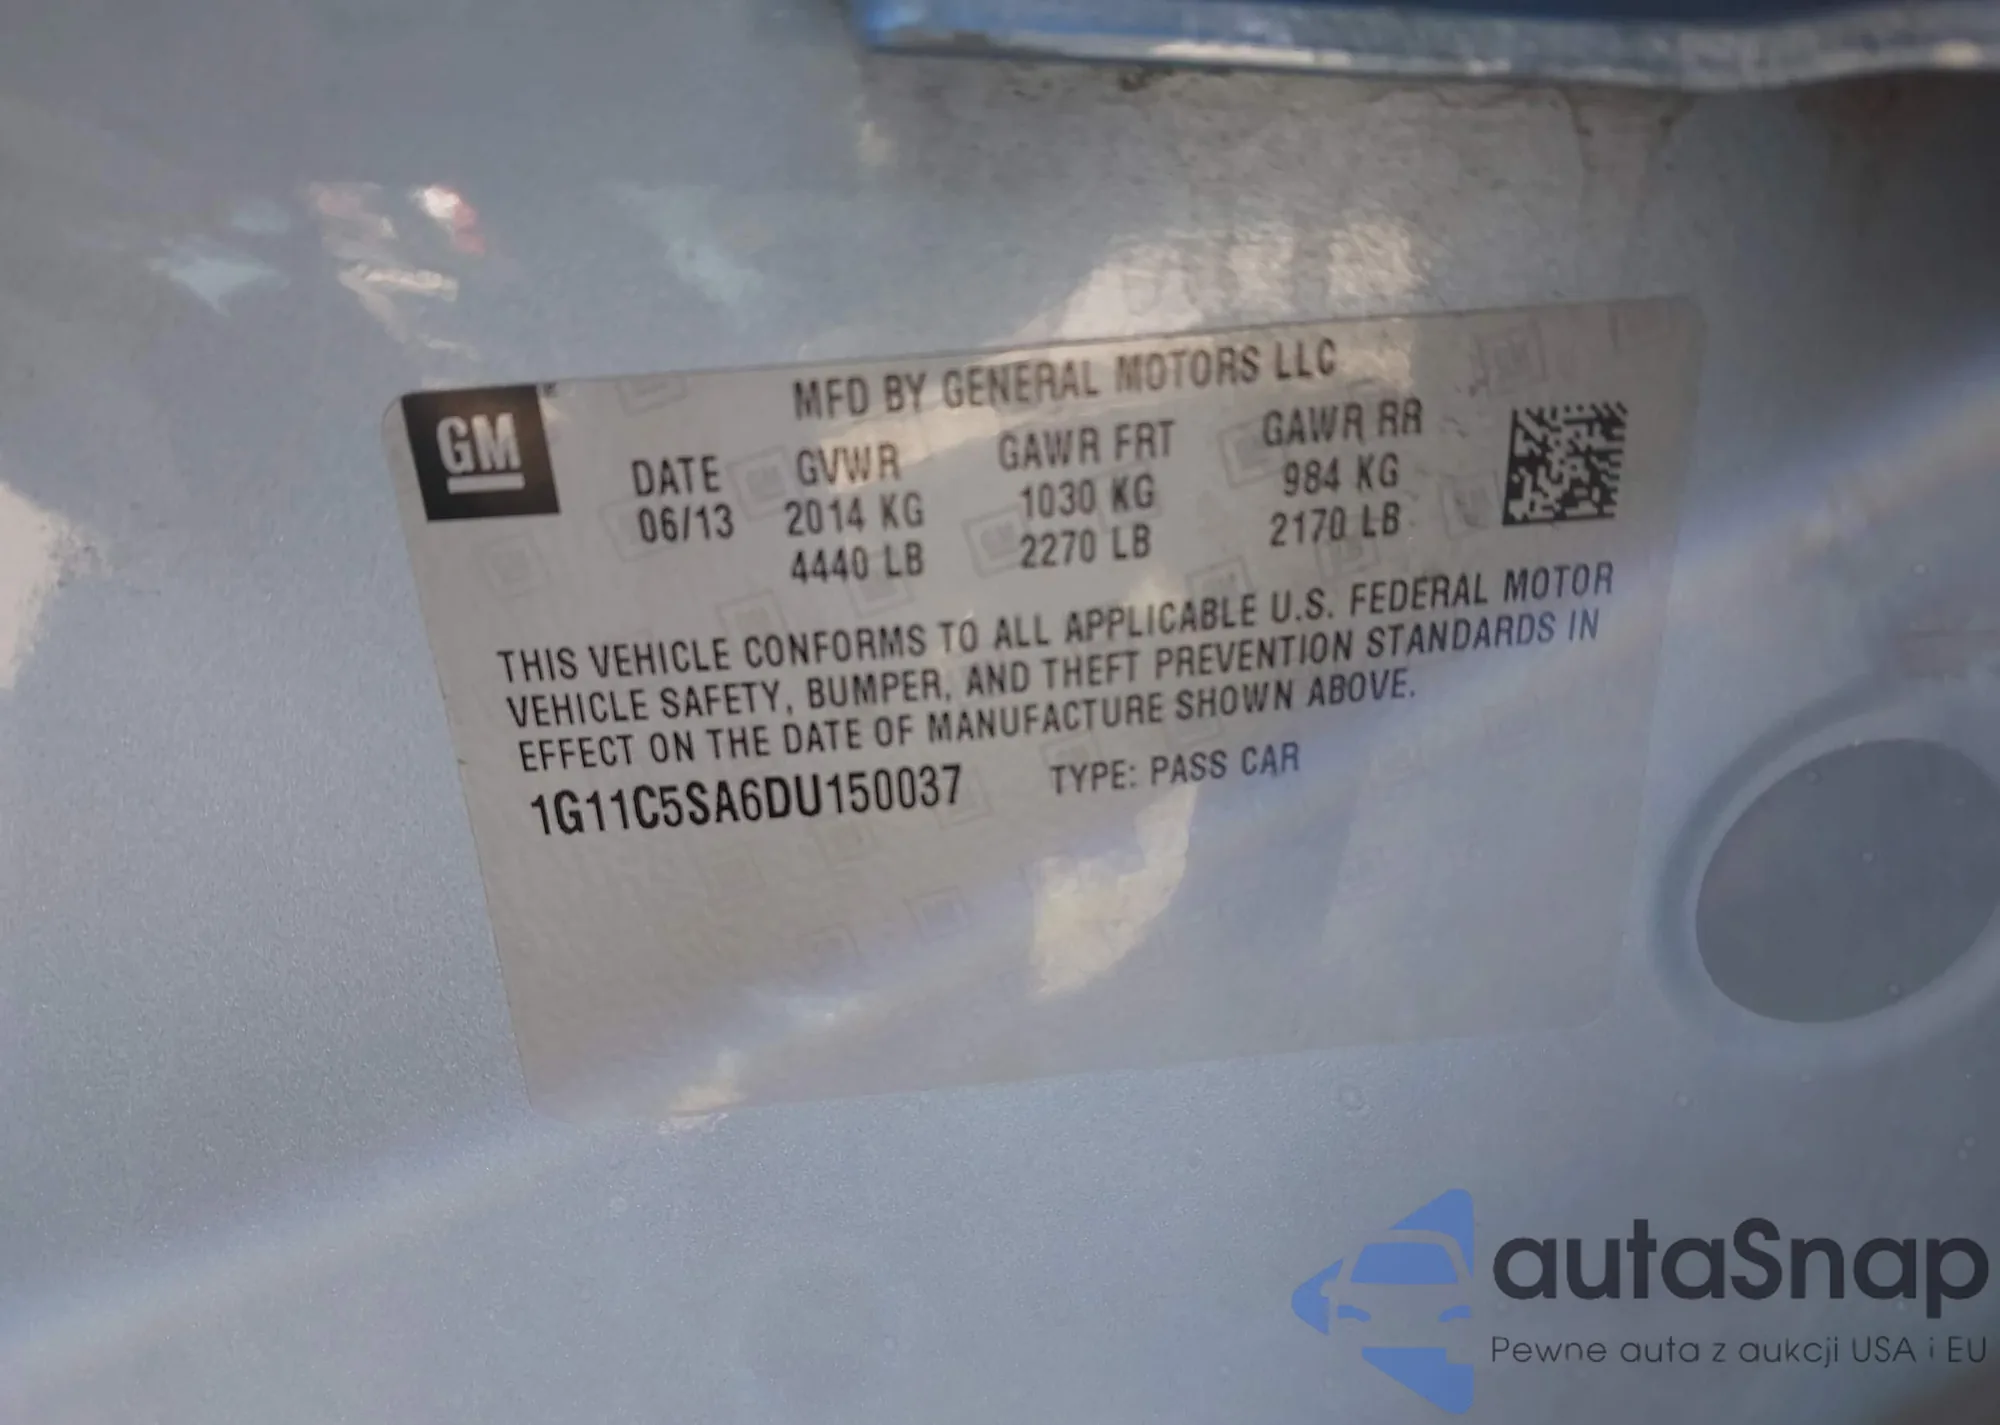 GM
MFD BY GENERAL MOTORS LLC
DATE GVWR GAWR FRT GAWR RR
06/13 2014 KG 1030 KG 984 KG
4440 LB 2270 LB 2170 LB
THIS VEHICLE CONFORMS TO ALL APPLICABLE U.S. FEDERAL MOTOR
VEHICLE SAFETY, BUMPER, AND THEFT PREVENTION STANDARDS IN
EFFECT ON THE DATE OF MANUFACTURE SHOWN ABOVE.
1G11C5SA6DU150037 TYPE: PASS CAR
autaSnap
Pewne auta z aukcji USA i EU